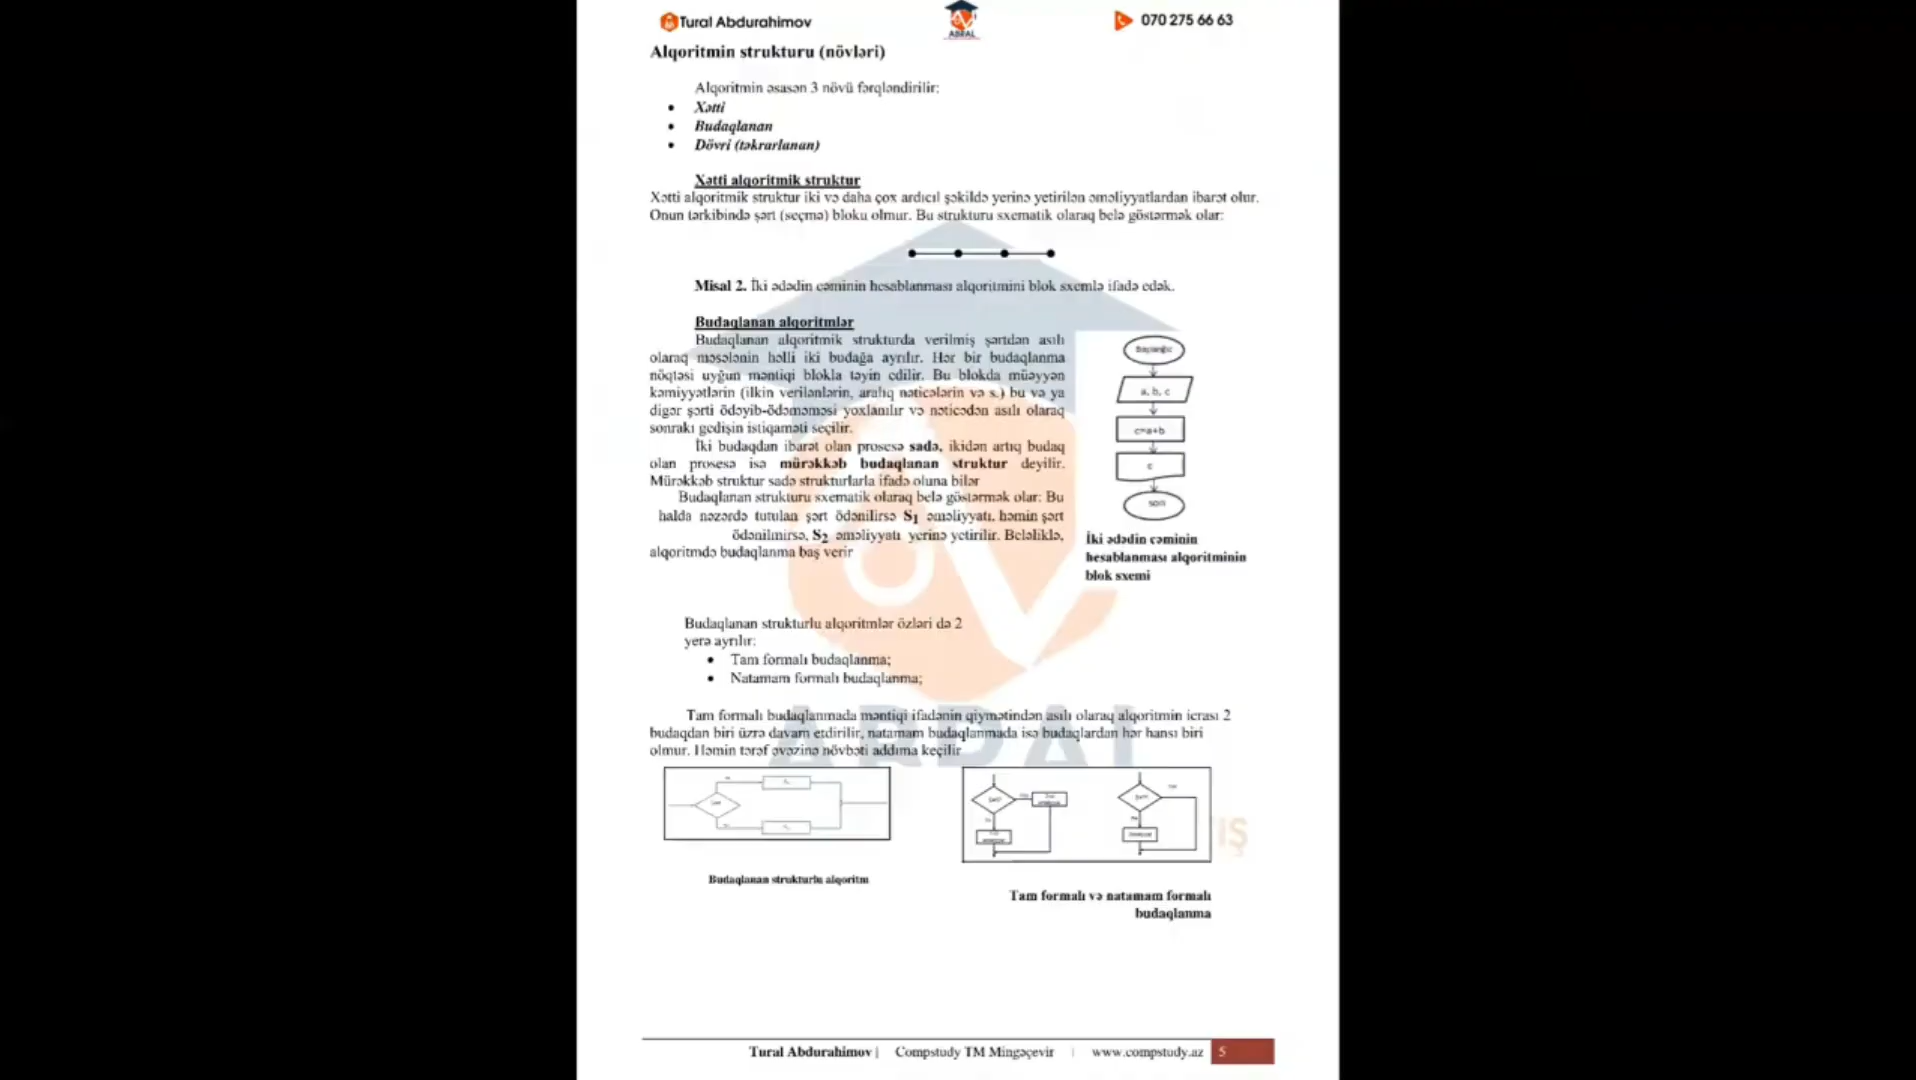 Tural Abdurahimov
ABDAL
070 275 66 63
Alqoritmin strukturu (növləri)
Alqoritmin əsasən 3 növü fərqləndirilir:
• Xətti
• Budaqlanan
• Dövri (təkrarlanan)
Xətti alqoritmik struktur
Xətti alqoritmik struktur iki və daha çox ardıcıl şəkildə yerinə yetirilən əməliyyatlardan ibarət olur.
Onun tərkibində şərt (seçmə) bloku olmur. Bu strukturu sxematik olaraq belə göstərmək olar:
Misal 2. İki ədədin cəminin hesablanması alqoritmini blok sxemlə ifadə edək.
Budaqlanan alqoritmlər
Budaqlanan alqoritmik strukturda verilmiş şərtdən asılı
olaraq məsələnin həlli iki budağa ayrılır. Hər bir budaqlanma
nöqtəsi uyğun məntiqi blokla təyin edilir. Bu blokda müəyyən
kəmiyyətlərin (ilkin verilənlərin, aralıq nəticələrin və s.) bu və ya
digər şərti ödəyib-ödəməməsi yoxlanılır və nəticədən asılı olaraq
sonrakı gedişin istiqaməti seçilir.
İki budaqdan ibarət olan prosesə sadə, ikidən artıq budaq
olan prosesə isə mürəkkəb budaqlanan struktur deyilir.
Mürəkkəb struktur sadə strukturlarla ifadə oluna bilər
Budaqlanan strukturu sxematik olaraq belə göstərmək olar: Bu
halda nəzərdə tutulan şərt ödənilirsə S1 əməliyyatı, həmin şərt
ödənilmirsə, S2 əməliyyatı yerinə yetirilir. Beləliklə,
alqoritmdə budaqlanma baş verir
Başlanğıc
a, b, c
c=a+b
c
son
İki ədədin cəminin
hesablanması alqoritminin
blok sxemi
Budaqlanan strukturlu alqoritmlər özləri də 2
yerə ayrılır:
• Tam formalı budaqlanma;
• Natamam formalı budaqlanma;
Tam formalı budaqlanmada məntiqi ifadənin qiymətindən asılı olaraq alqoritmin icrası 2
budaqdan biri üzrə davam etdirilir, natamam budaqlanmada isə budaqlardan hər hansı biri
olmur. Həmin tərəf əvəzinə növbəti addıma keçilir
Budaqlanan strukturlu alqoritm
Tam formalı və natamam formalı
budaqlanma
Tural Abdurahimov | Compstudy TM Mingəçevir | www.compstudy.az 5